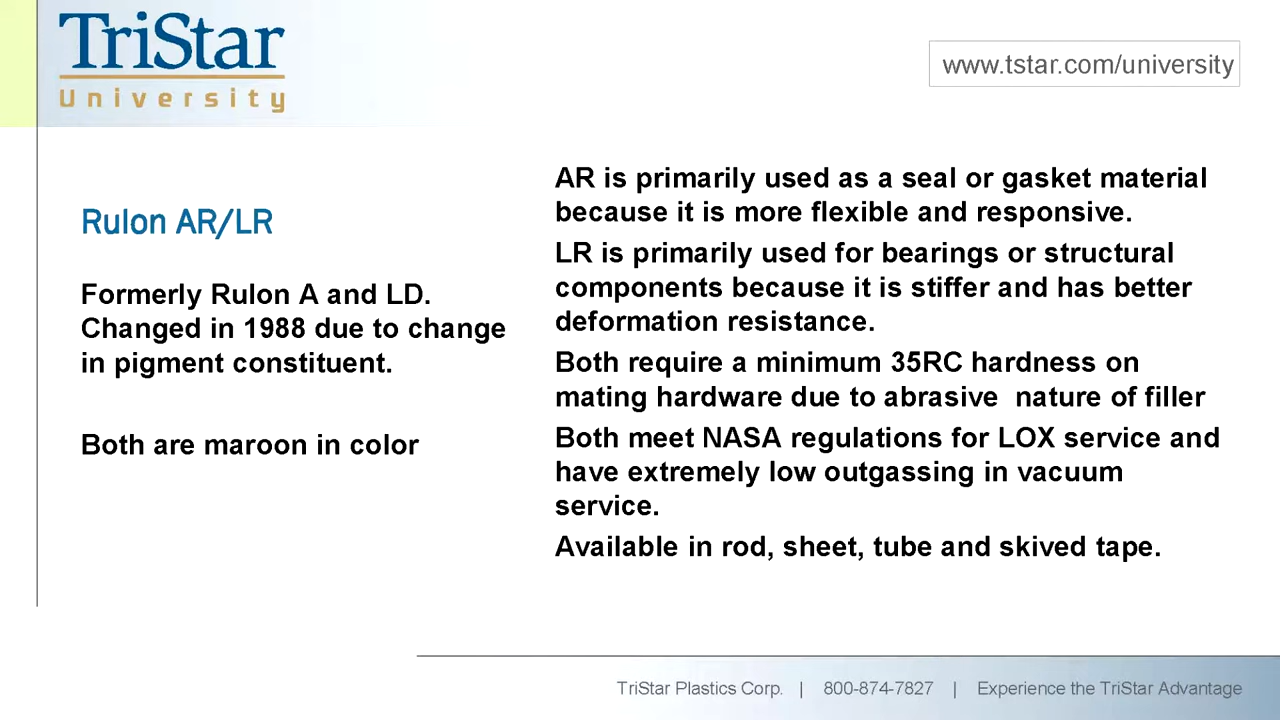 TriStar
University
www.tstar.com/university
Rulon AR/LR
Formerly Rulon A and LD.
Changed in 1988 due to change
in pigment constituent.
Both are maroon in color
AR is primarily used as a seal or gasket material
because it is more flexible and responsive.
LR is primarily used for bearings or structural
components because it is stiffer and has better
deformation resistance.
Both require a minimum 35RC hardness on
mating hardware due to abrasive  nature of filler
Both meet NASA regulations for LOX service and
have extremely low outgassing in vacuum
service.
Available in rod, sheet, tube and skived tape.
TriStar Plastics Corp. | 800-874-7827 | Experience the TriStar Advantage